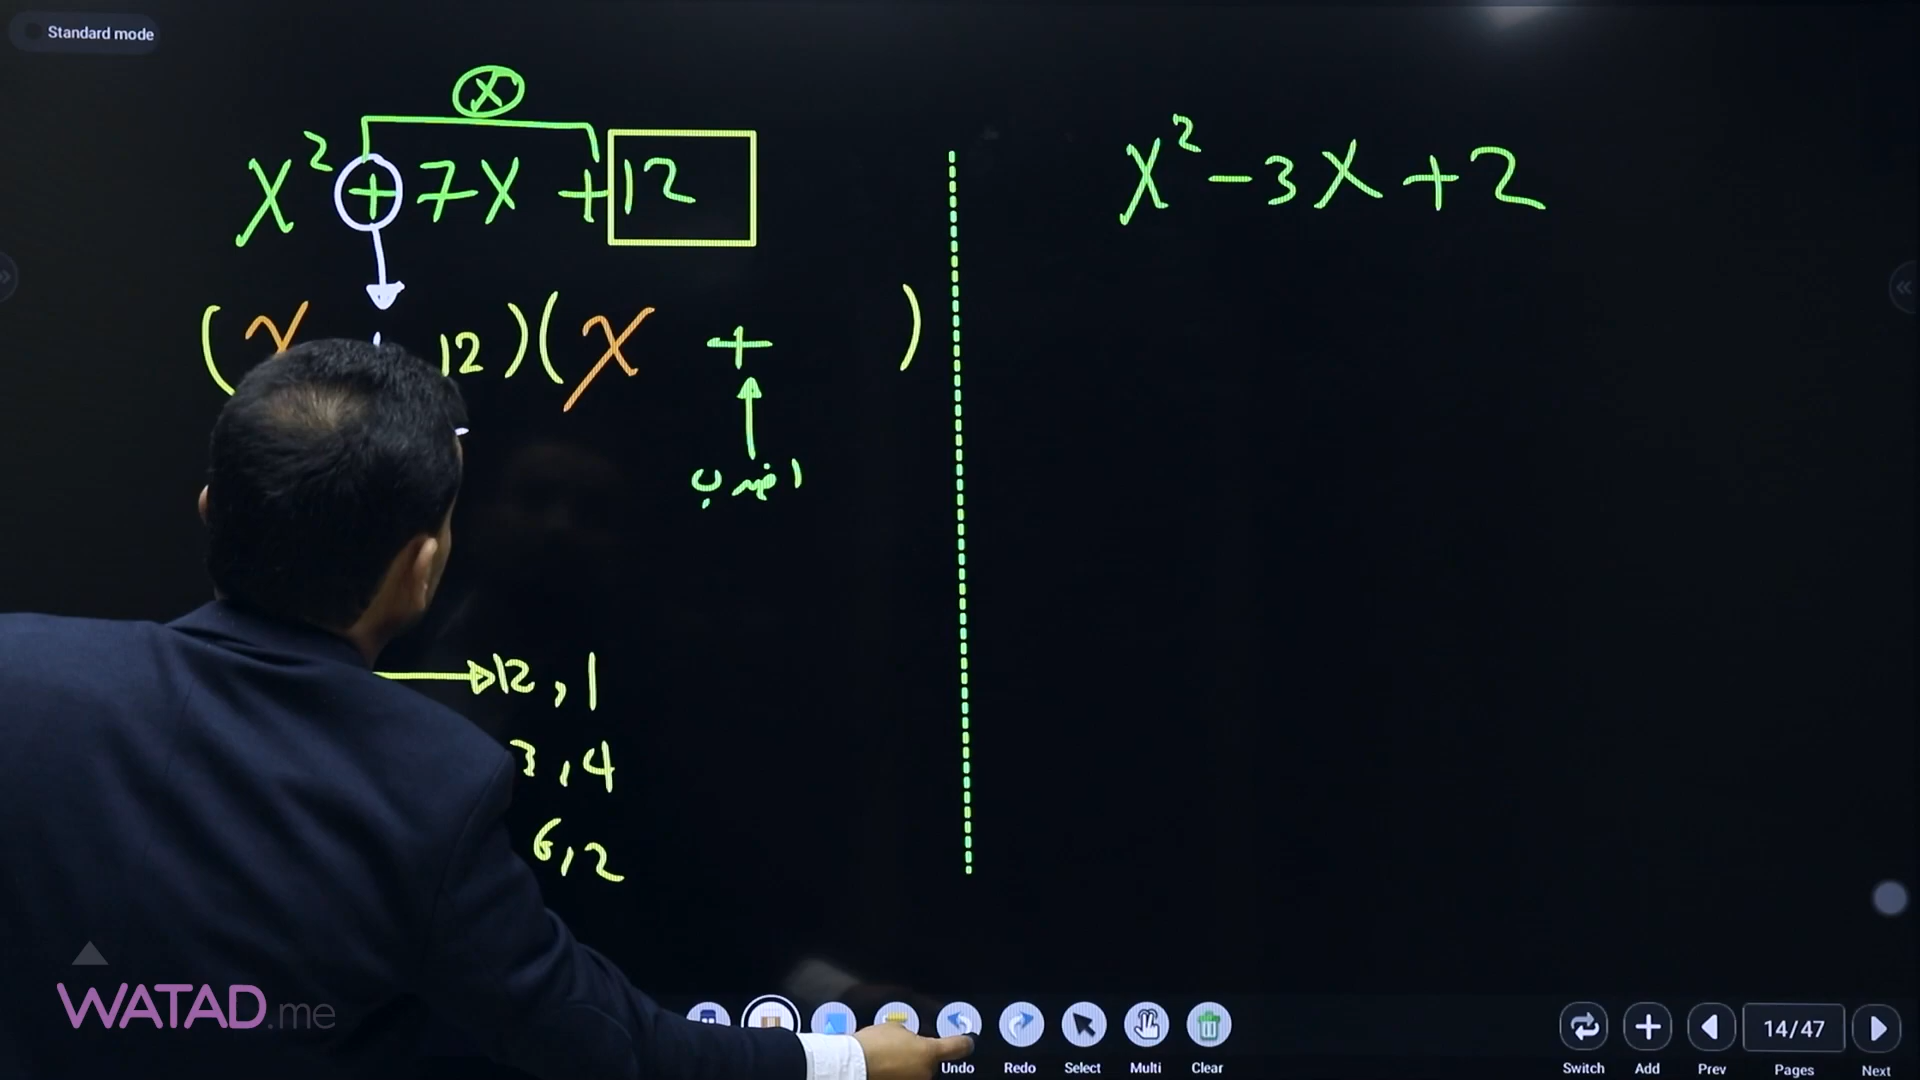 Standard mode
x
x² + 7x + 12
x² - 3x + 2
(x 12)(x + )
اضرب
12, 1
3, 4
6, 2
WATAD.me
Undo Redo Select Multi Clear
Switch Add Prev 14/47 Pages Next